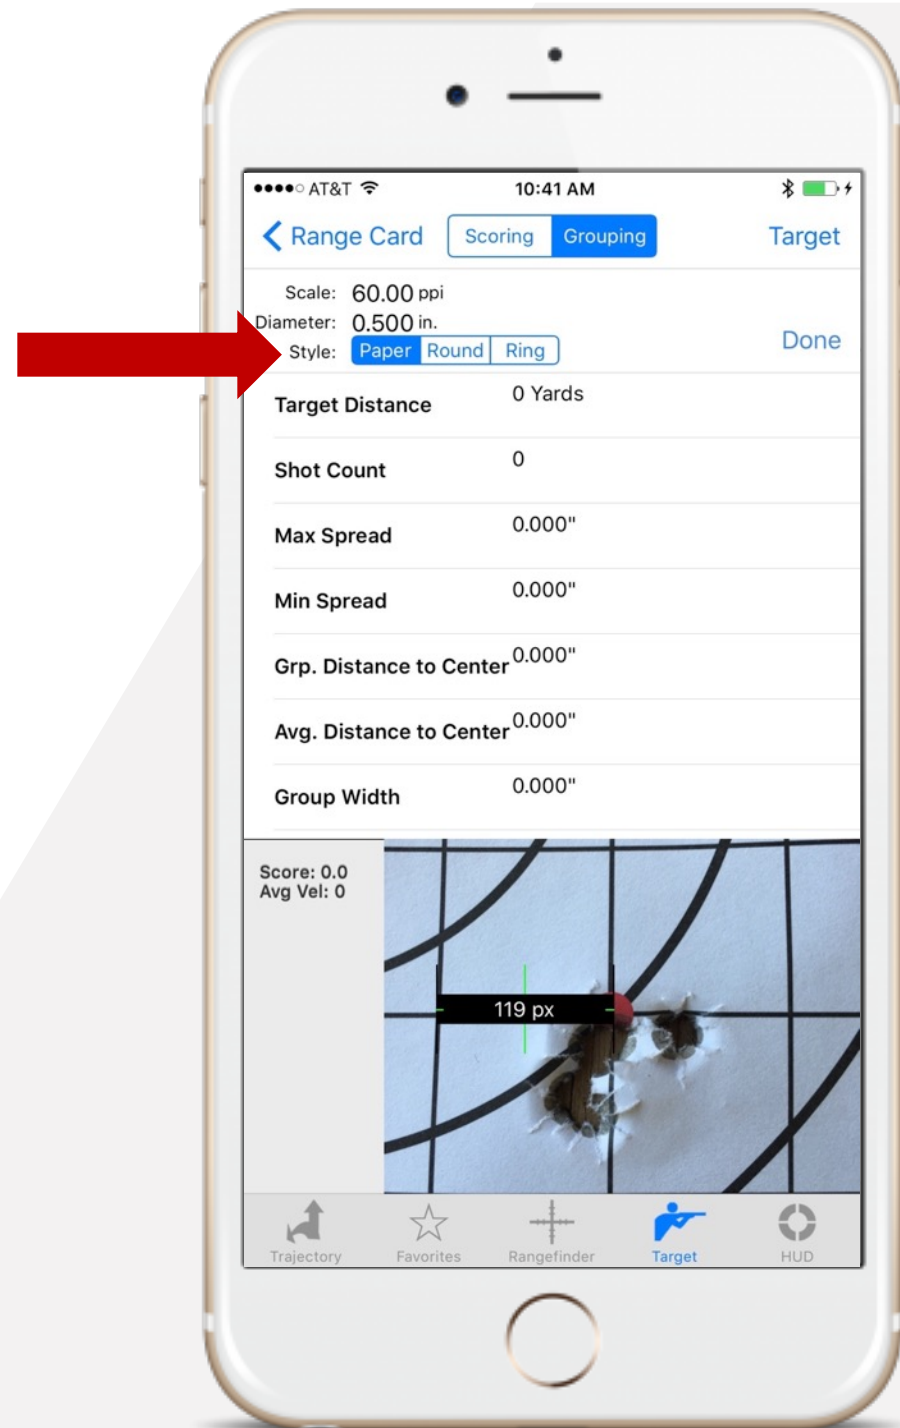 AT&T 10:41 AM
Range Card Scoring Grouping Target
Scale: 60.00 ppi
Diameter: 0.500 in.
Style: Paper Round Ring Done
Target Distance 0 Yards
Shot Count 0
Max Spread 0.000"
Min Spread 0.000"
Grp. Distance to Center 0.000"
Avg. Distance to Center 0.000"
Group Width 0.000"
Score: 0.0
Avg Vel: 0
119 px
Trajectory Favorites Rangefinder Target HUD